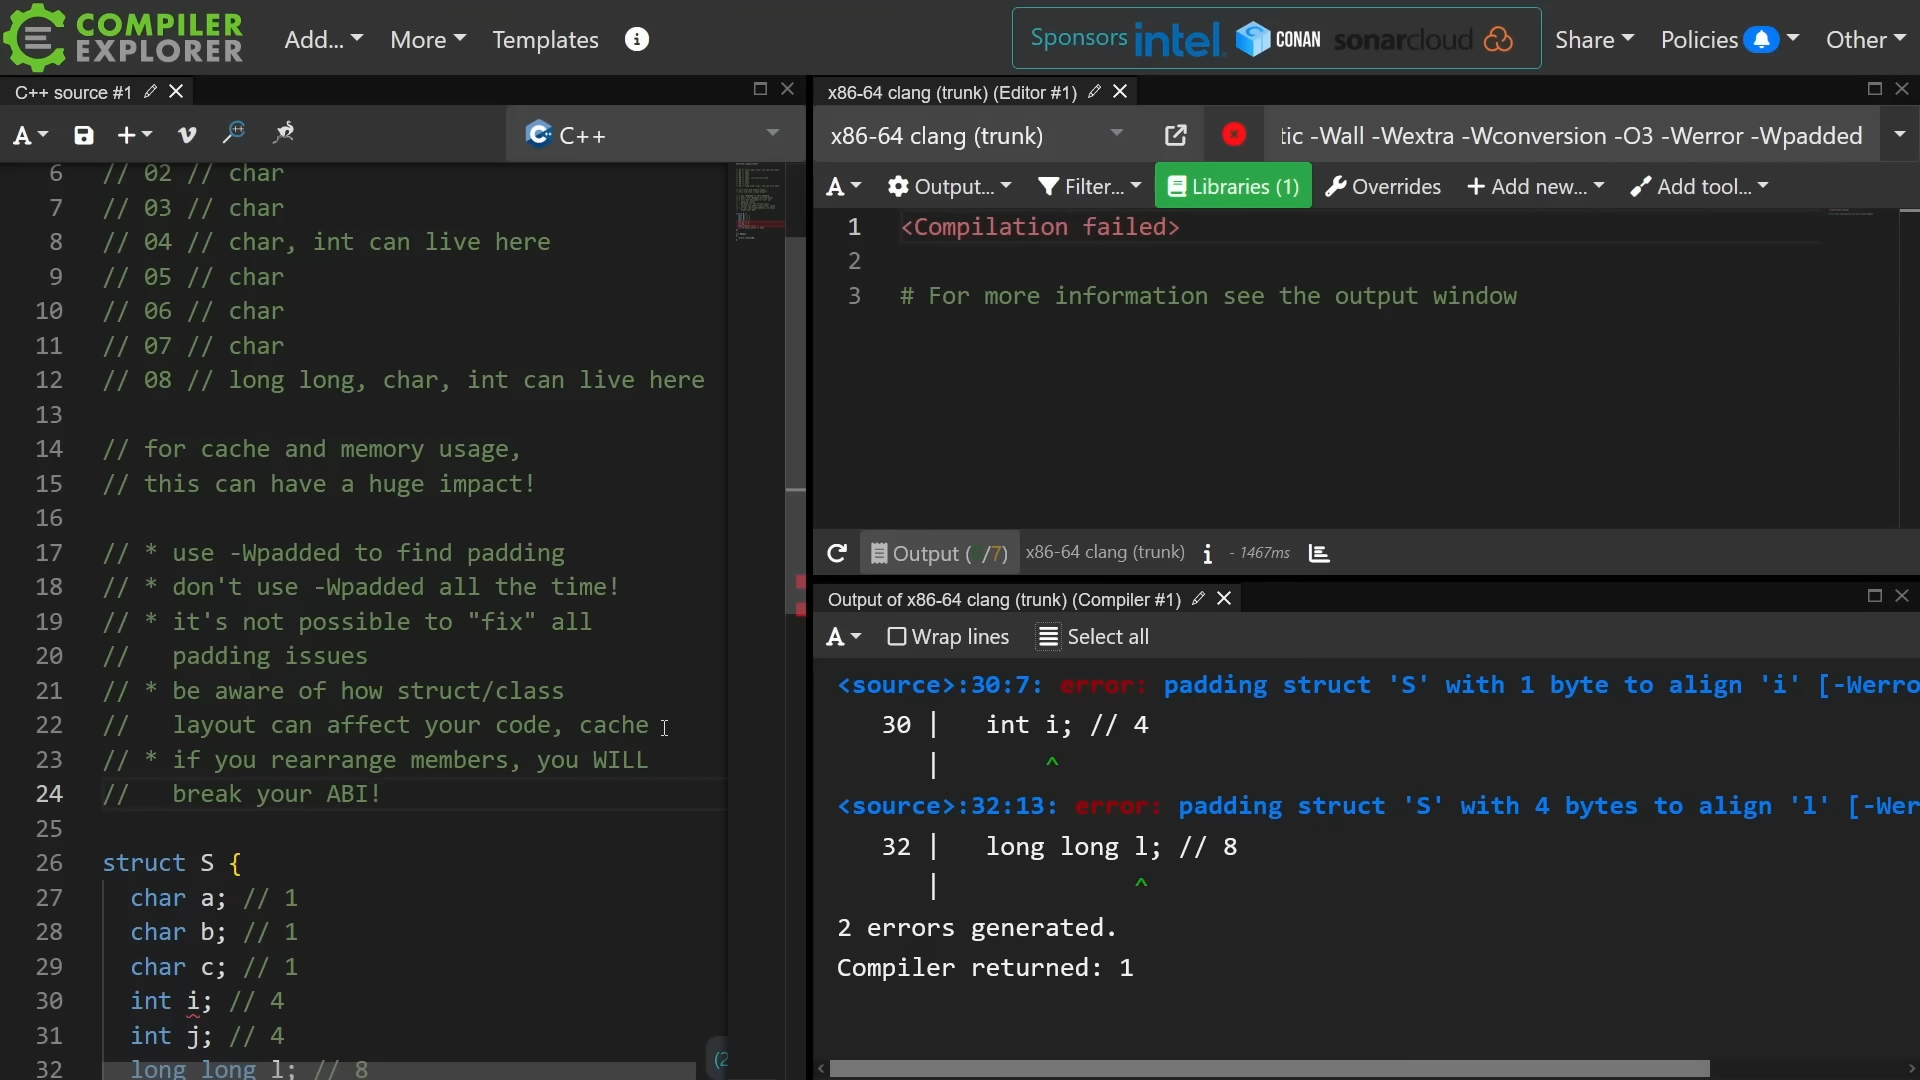 COMPILER
EXPLORER
Add...
More
Templates
Sponsors intel. CONAN sonarcloud
Share
Policies
Other
C++ source #1
A
C++
6 // 02 // char
7 // 03 // char
8 // 04 // char, int can live here
9 // 05 // char
10 // 06 // char
11 // 07 // char
12 // 08 // long long, char, int can live here
13
14 // for cache and memory usage,
15 // this can have a huge impact!
16
17 // * use -Wpadded to find padding
18 // * don't use -Wpadded all the time!
19 // * it's not possible to "fix" all
20 //   padding issues
21 // * be aware of how struct/class
22 //   layout can affect your code, cache
23 // * if you rearrange members, you WILL
24 //   break your ABI!
25
26 struct S {
27   char a; // 1
28   char b; // 1
29   char c; // 1
30   int i; // 4
31   int j; // 4
32   long long l; // 8
(2
x86-64 clang (trunk) (Editor #1)
x86-64 clang (trunk)
tic -Wall -Wextra -Wconversion -O3 -Werror -Wpadded
A Output... Filter... Libraries (1) Overrides + Add new... Add tool...
1 <Compilation failed>
2
3 # For more information see the output window
Output ( /7) x86-64 clang (trunk) i - 1467ms
Output of x86-64 clang (trunk) (Compiler #1)
A Wrap lines Select all
<source>:30:7: error: padding struct 'S' with 1 byte to align 'i' [-Werro
30 |   int i; // 4
|       ^
<source>:32:13: error: padding struct 'S' with 4 bytes to align 'l' [-Wer
32 |   long long l; // 8
|             ^
2 errors generated.
Compiler returned: 1